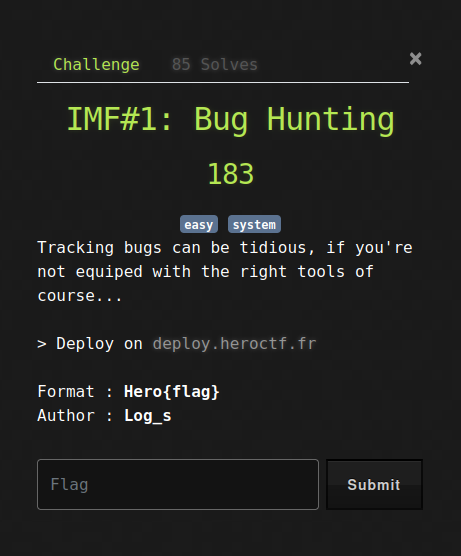 Challenge 85 Solves ×
IMF#1: Bug Hunting
183
easy system
Tracking bugs can be tidious, if you're
not equiped with the right tools of
course...
> Deploy on deploy.heroctf.fr
Format : Hero{flag}
Author : Log_s
Flag Submit